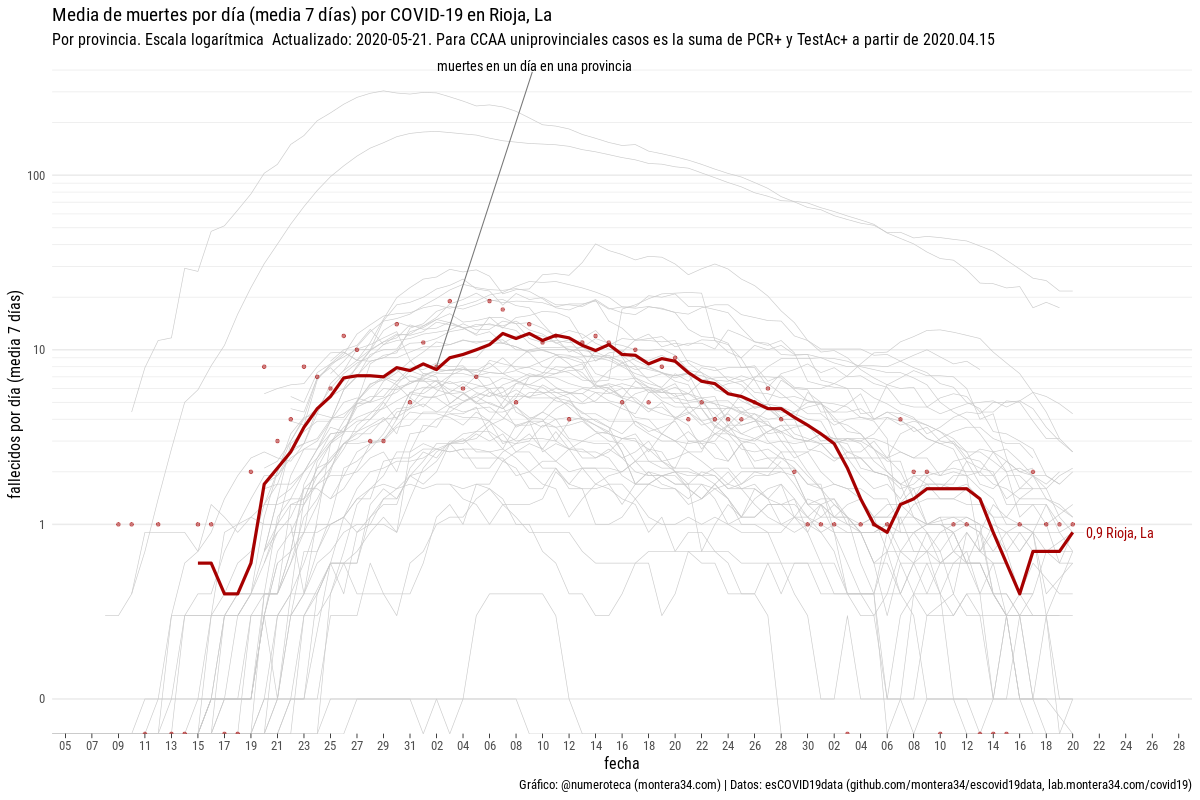 Media de muertes por día (media 7 días) por COVID-19 en Rioja, La
Por provincia. Escala logarítmica  Actualizado: 2020-05-21. Para CCAA uniprovinciales casos es la suma de PCR+ y TestAc+ a partir de 2020.04.15
muertes en un día en una provincia
fallecidos por día (media  7 días)
100
10
1
0
0,9 Rioja, La
05 07 09 11 13 15 17 19 21 23 25 27 29 31 02 04 06 08 10 12 14 16 18 20 22 24 26 28 30 02 04 06 08 10 12 14 16 18 20 22 24 26 28
fecha
Gráfico: @numeroteca (montera34.com) | Datos: esCOVID19data (github.com/montera34/escovid19data, lab.montera34.com/covid19)